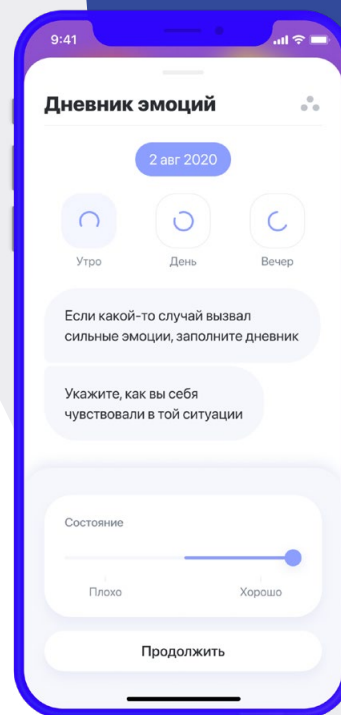 9:41
Дневник эмоций
2 авг 2020
Утро
День
Вечер
Если какой-то случай вызвал
сильные эмоции, заполните дневник
Укажите, как вы себя
чувствовали в той ситуации
Состояние
Плохо
Хорошо
Продолжить